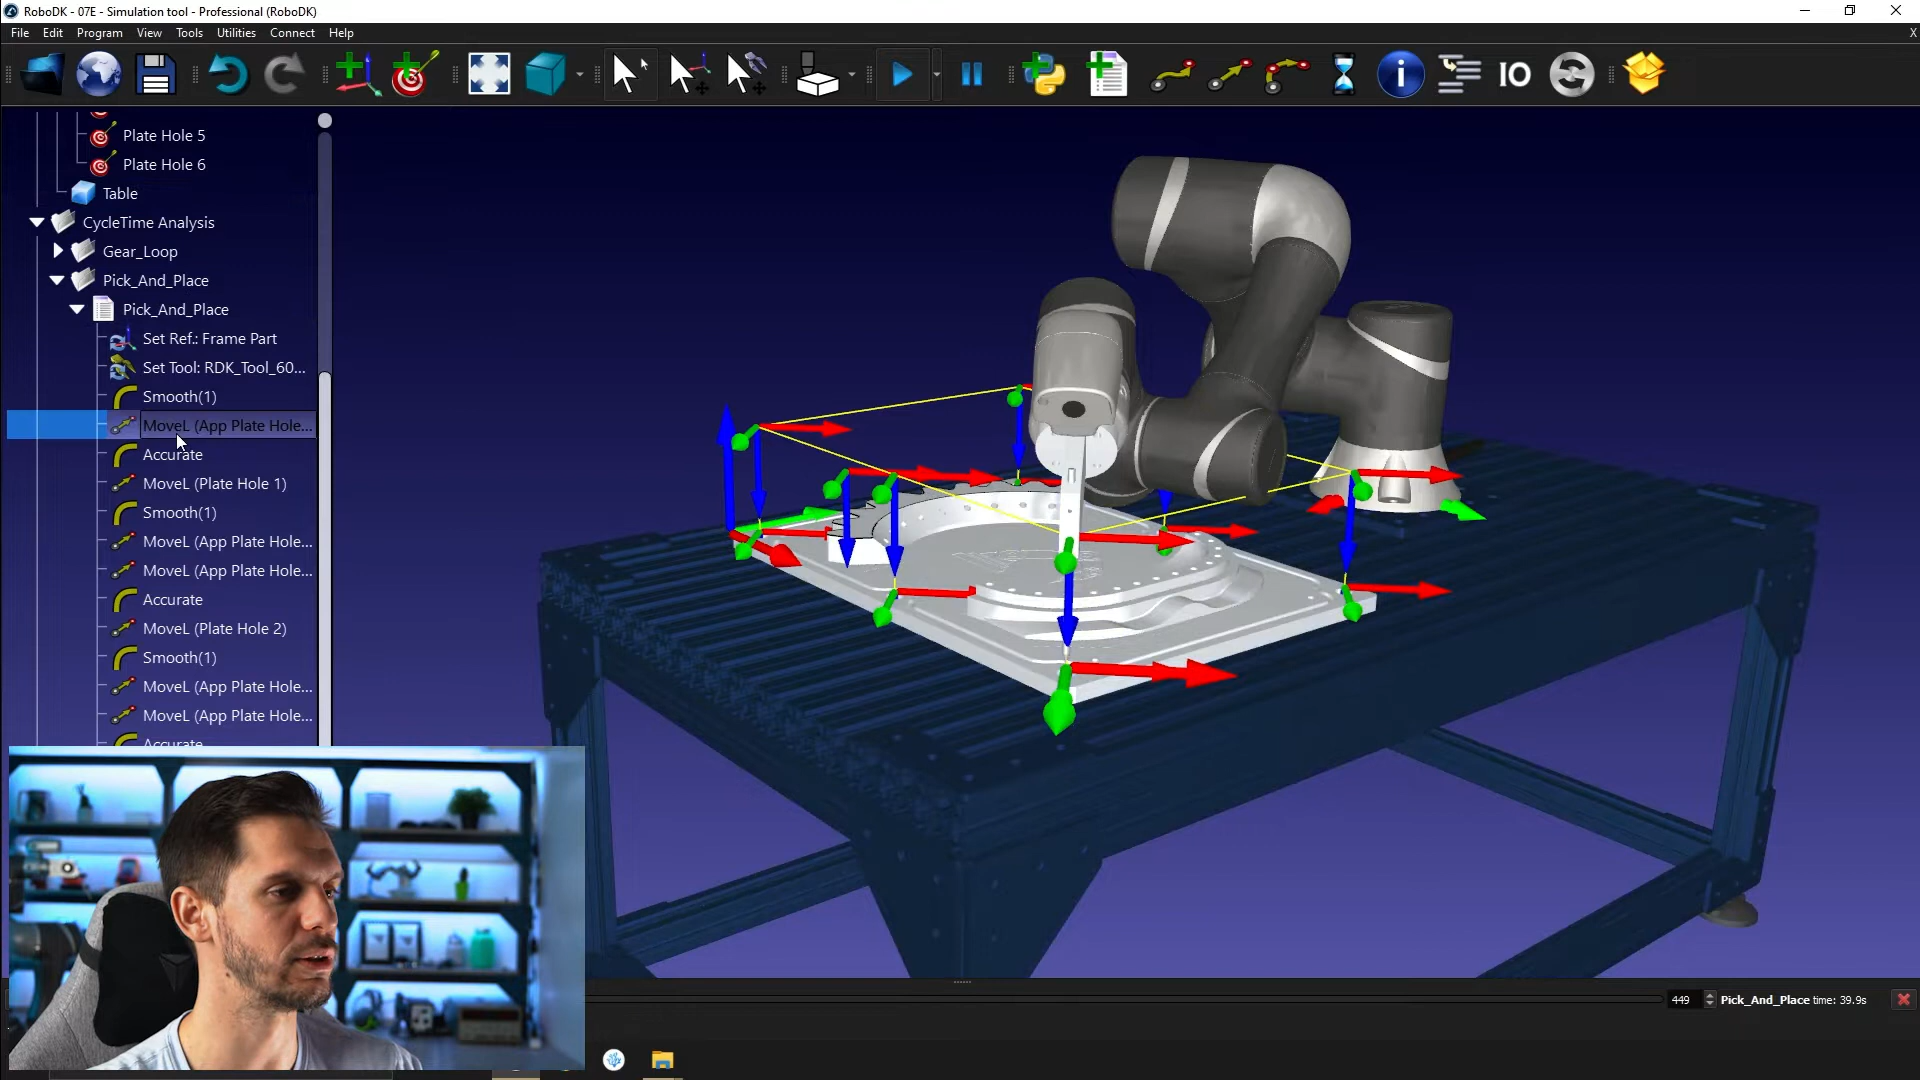 RoboDK - 07E - Simulation tool - Professional (RoboDK)
File Edit Program View Tools Utilities Connect Help
X
IO
Plate Hole 5
Plate Hole 6
Table
CycleTime Analysis
Gear_Loop
Pick_And_Place
Pick_And_Place
Set Ref.: Frame Part
Set Tool: RDK_Tool_60...
Smooth(1)
MoveL (App Plate Hole...
Accurate
MoveL (Plate Hole 1)
Smooth(1)
MoveL (App Plate Hole...
MoveL (App Plate Hole...
Accurate
MoveL (Plate Hole 2)
Smooth(1)
MoveL (App Plate Hole...
MoveL (App Plate Hole...
Accurate
449 Pick_And_Place time: 39.9s